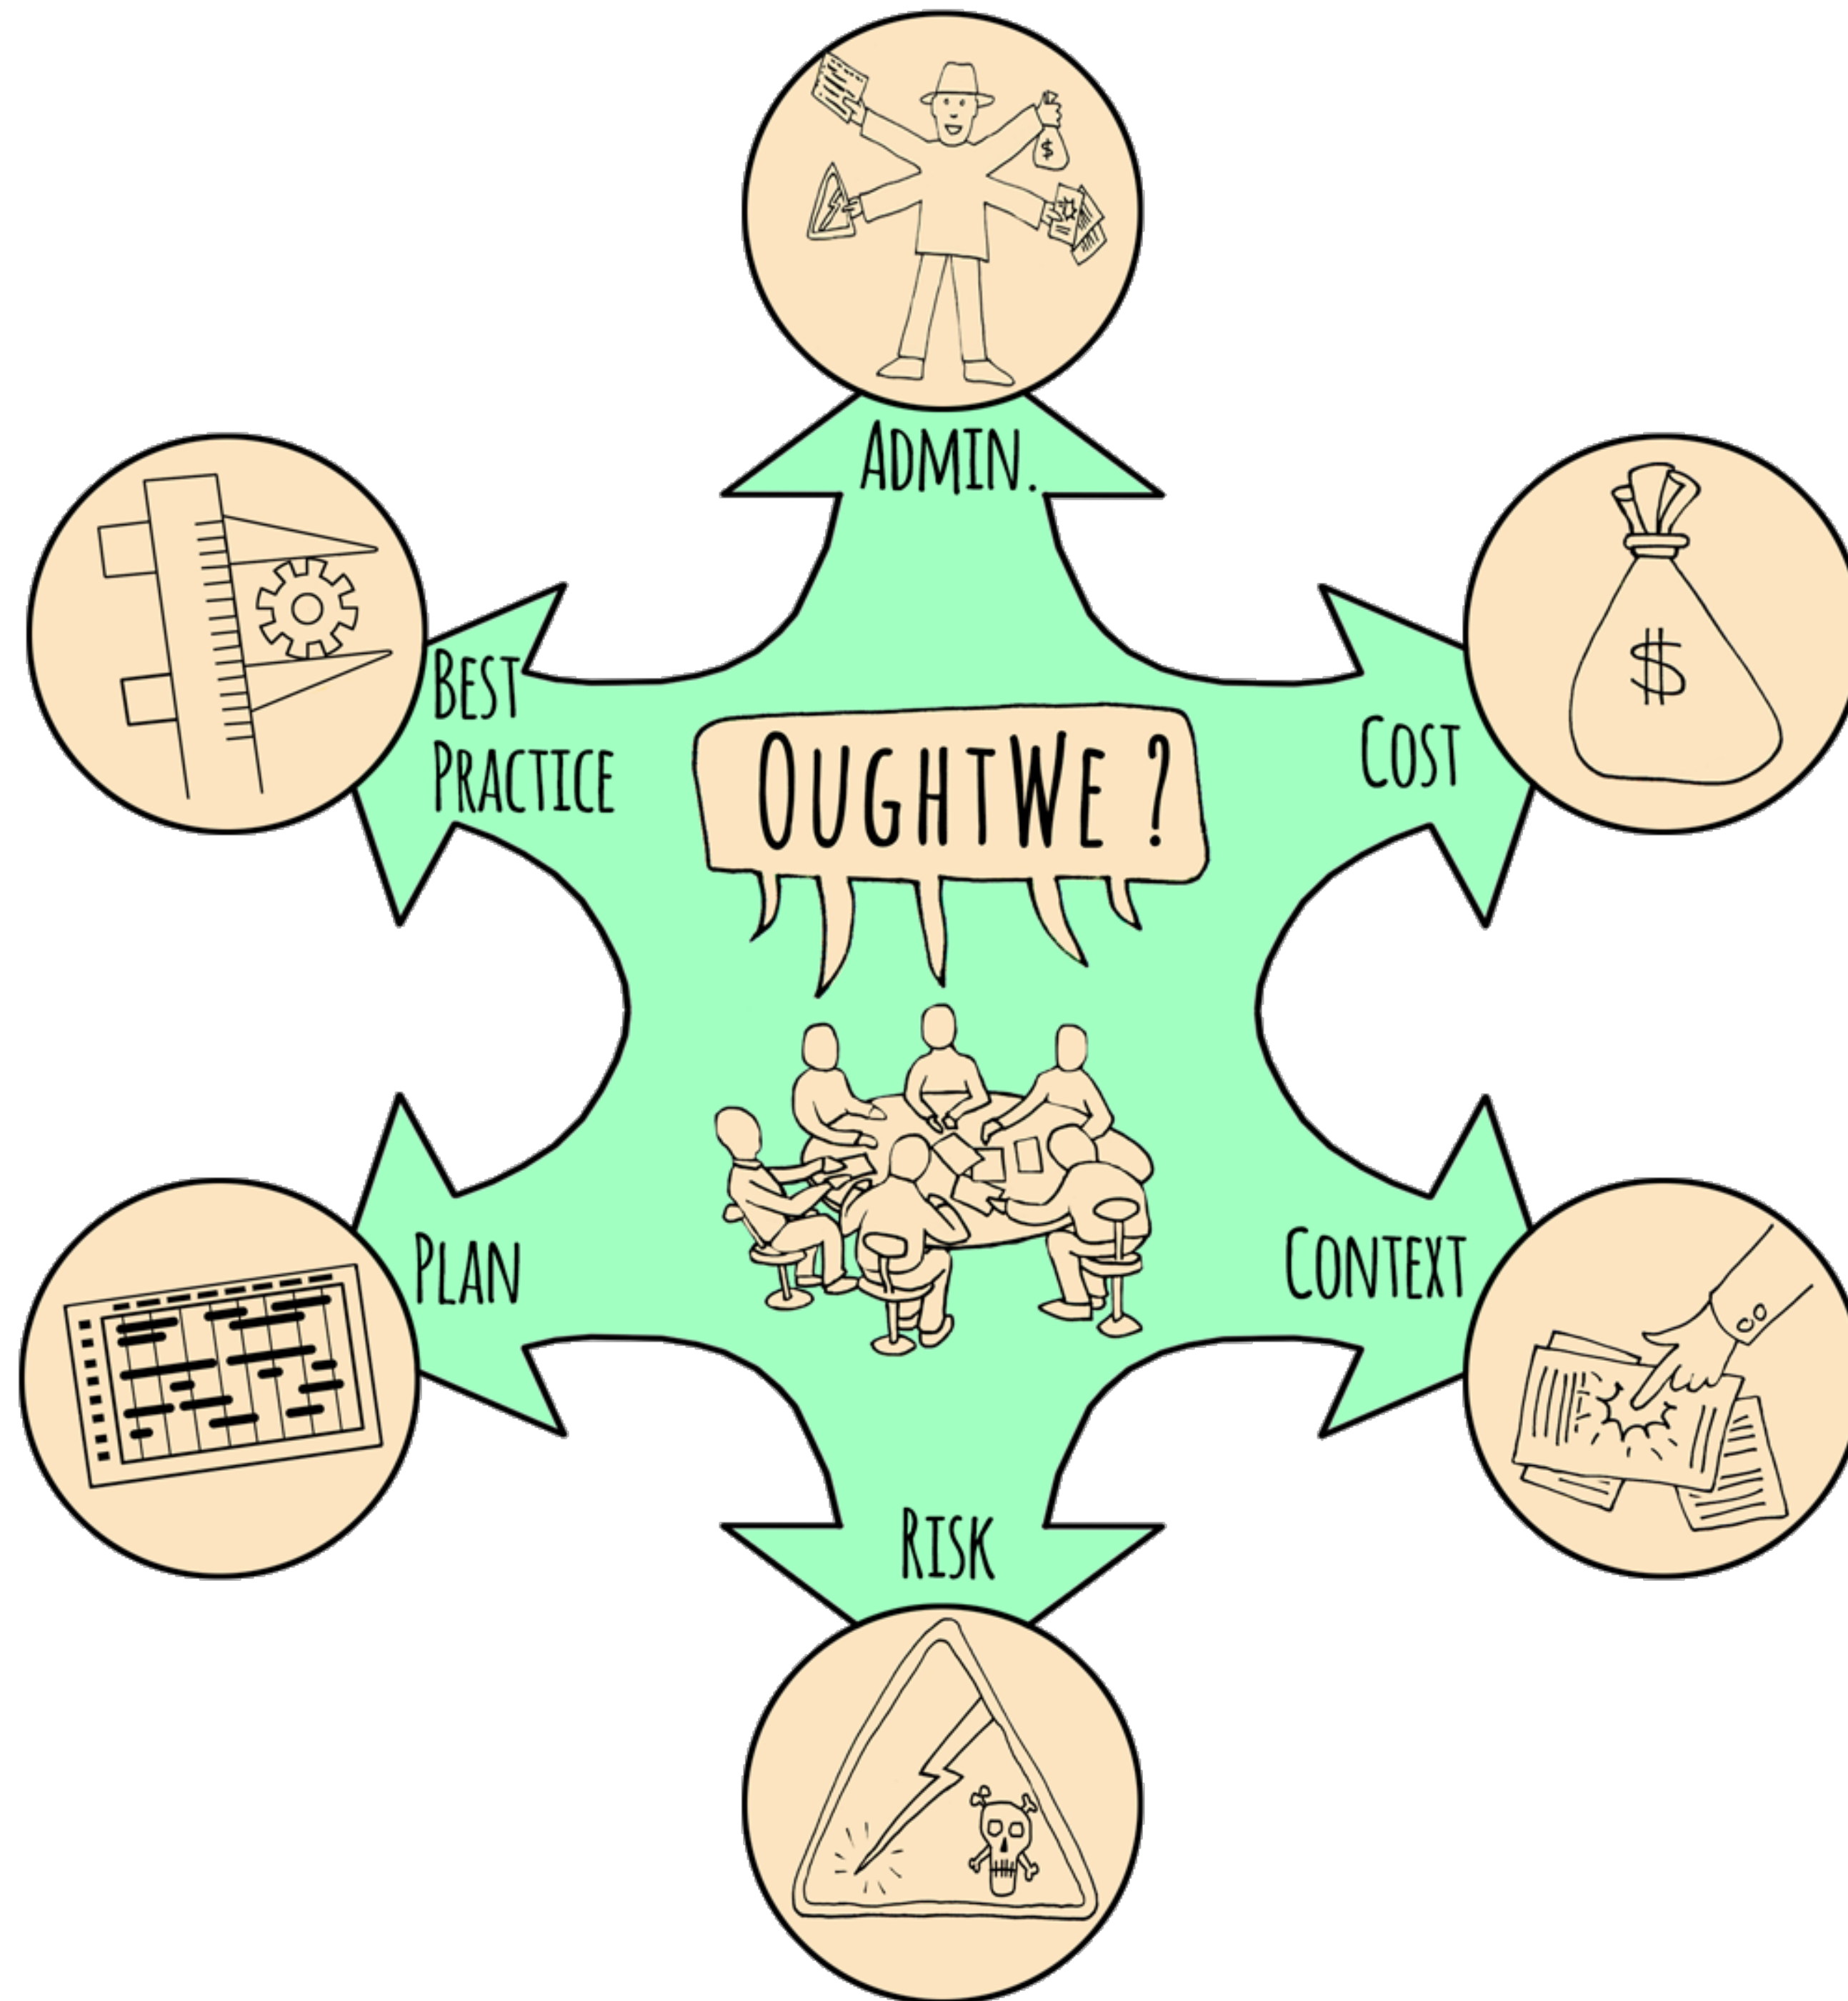 ADMIN.
BEST
PRACTICE
OUGHTWE ?
COST
$
$
PLAN
CONTEXT
RISK